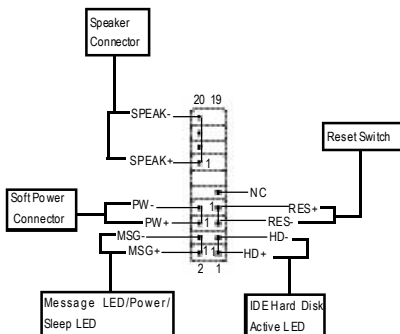 Speaker
Connector
20 19
SPEAK-
SPEAK+
1
Reset Switch
NC
Soft Power
Connector
PW-
1
RES+
PW+
1
RES-
MSG-
HD-
MSG+
1 1
HD+
2 1
Message LED/Power/
Sleep LED
IDE Hard Disk
Active LED